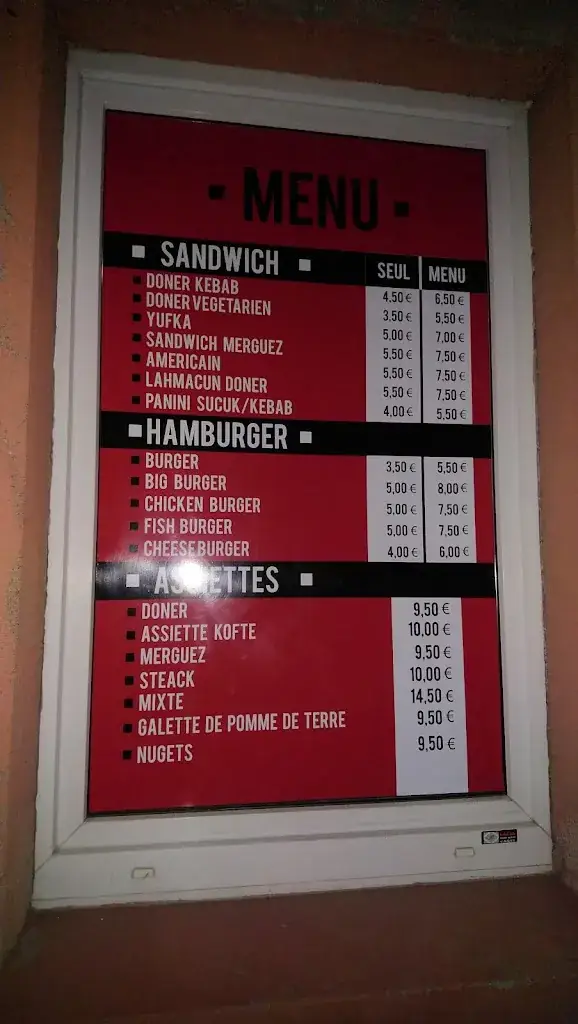 MENU
SANDWICH SEUL MENU
DONER KEBAB 4,50 € 6,50 €
DONER VEGETARIEN 3,50 € 5,50 €
YUFKA 5,00 € 7,00 €
SANDWICH MERGUEZ 5,50 € 7,50 €
AMERICAIN 5,50 € 7,50 €
LAHMACUN DONER 5,50 € 7,50 €
PANINI SUCUK/KEBAB 4,00 € 5,50 €
HAMBURGER
BURGER 3,50 € 5,50 €
BIG BURGER 5,00 € 8,00 €
CHICKEN BURGER 5,00 € 7,50 €
FISH BURGER 5,00 € 7,50 €
CHEESEBURGER 4,00 € 6,00 €
ASSIETTES
DONER 9,50 €
ASSIETTE KOFTE 10,00 €
MERGUEZ 9,50 €
STEACK 10,00 €
MIXTE 14,50 €
GALETTE DE POMME DE TERRE 9,50 €
NUGETS 9,50 €